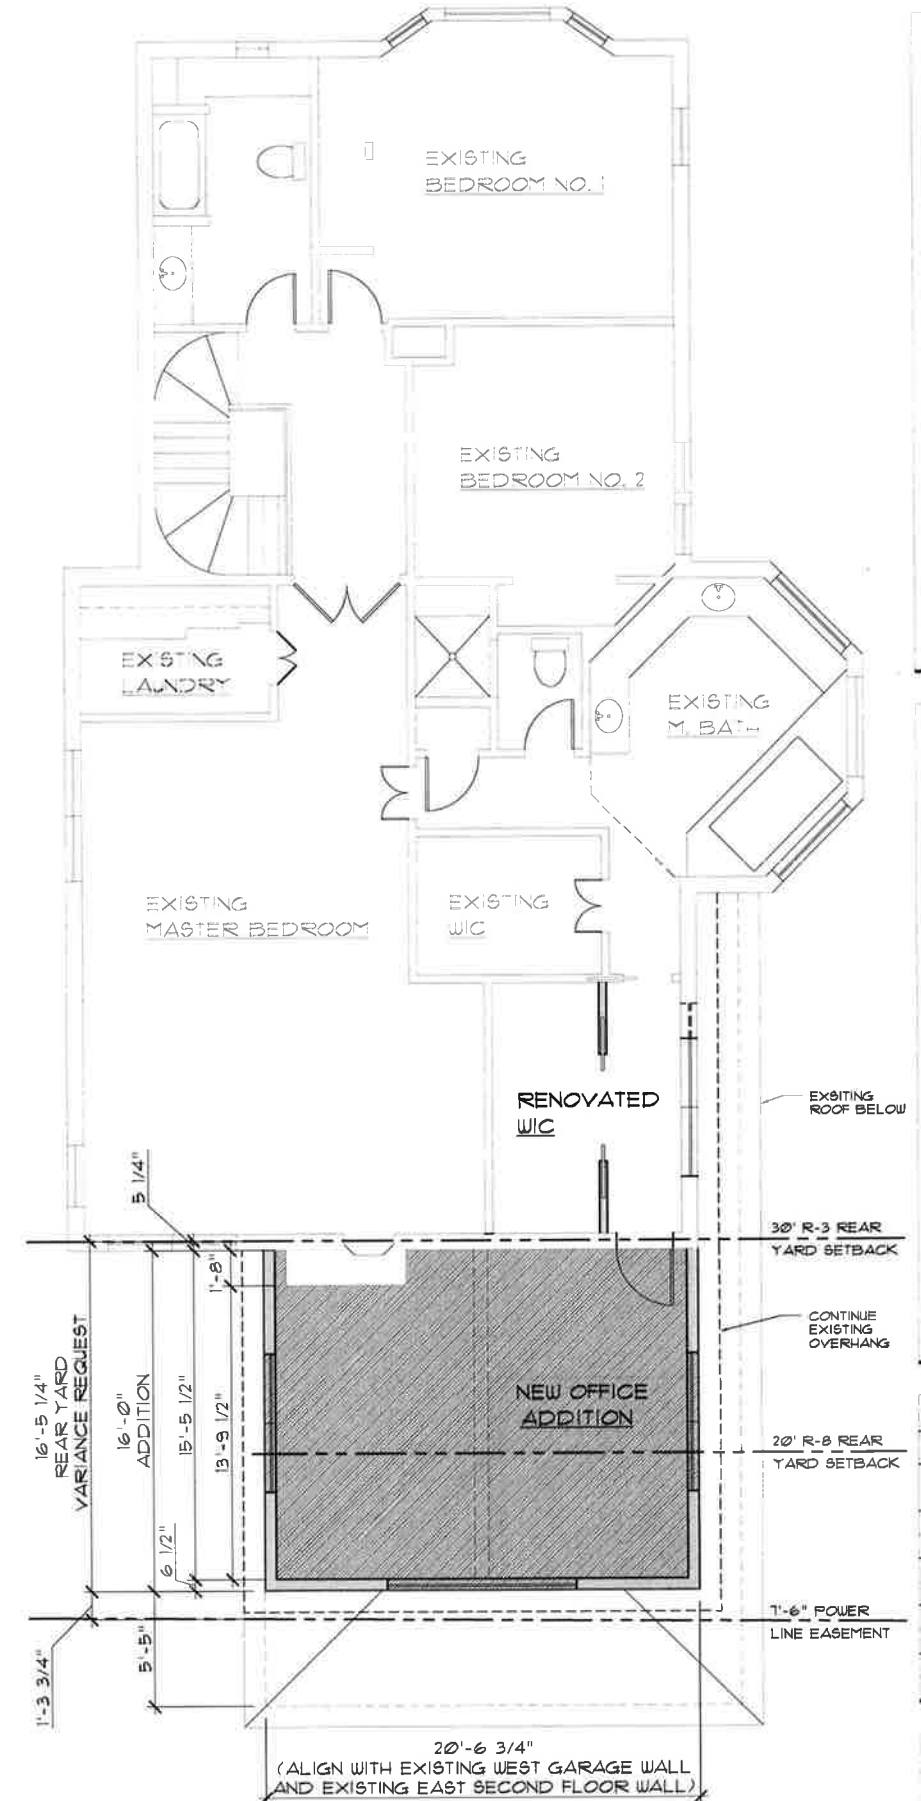 EXISTING
BEDROOM NO. 1
EXISTING
BEDROOM NO. 2
EXISTING
LAUNDRY
EXISTING
M. BATH
EXISTING
MASTER BEDROOM
EXISTING
WIC
RENOVATED
WIC
EXSITING
ROOF BELOW
5 1/4"
30' R-3 REAR
YARD SETBACK
1'-8"
CONTINUE
EXISTING
OVERHANG
16'-5 1/4"
REAR YARD
VARIANCE REQUEST
16'-0"
ADDITION
15'-5 1/2"
13'-9 1/2"
NEW OFFICE
ADDITION
20' R-8 REAR
YARD SETBACK
6 1/2"
7'-6" POWER
LINE EASEMENT
1'-3 3/4"
5'-5"
20'-6 3/4"
(ALIGN WITH EXISTING WEST GARAGE WALL
AND EXISTING EAST SECOND FLOOR WALL)